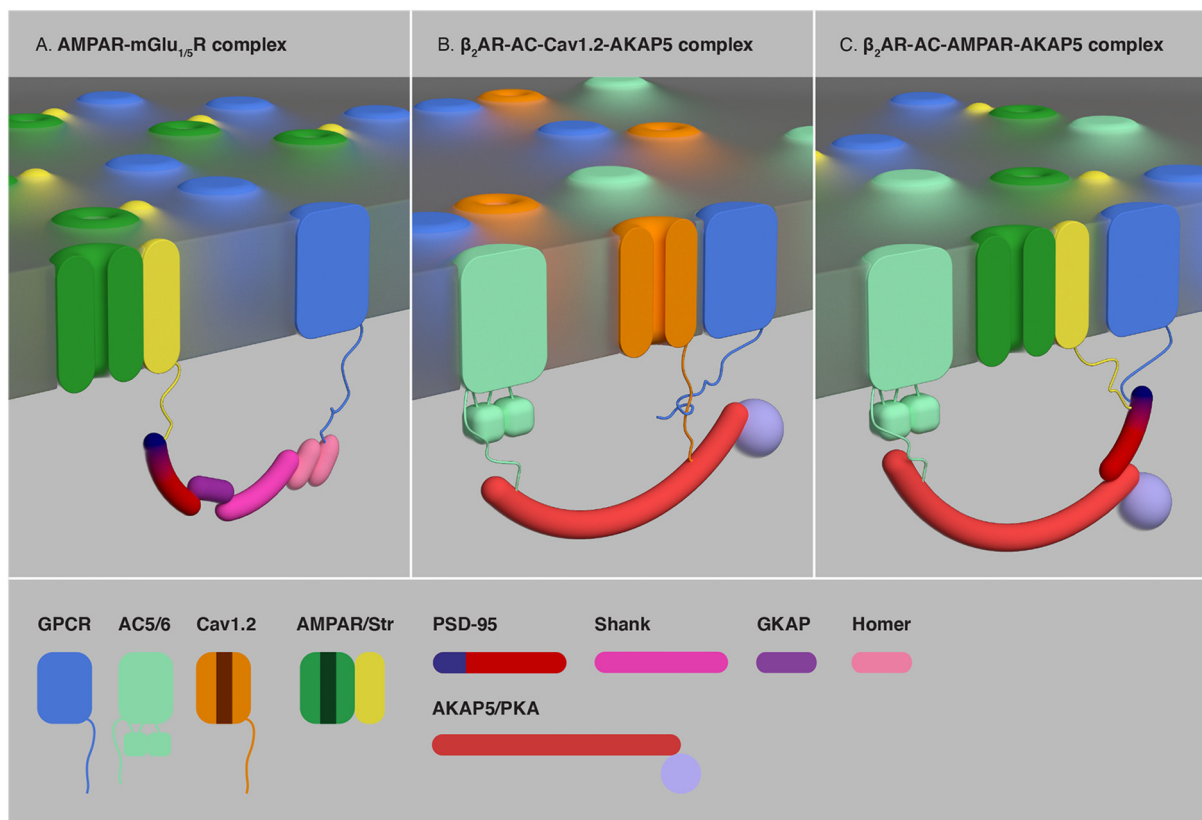 A. AMPAR-mGlu₁/₅R complex
B. β₂AR-AC-Cav1.2-AKAP5 complex
C. β₂AR-AC-AMPAR-AKAP5 complex
GPCR AC5/6 Cav1.2 AMPAR/Str PSD-95 Shank GKAP Homer
AKAP5/PKA